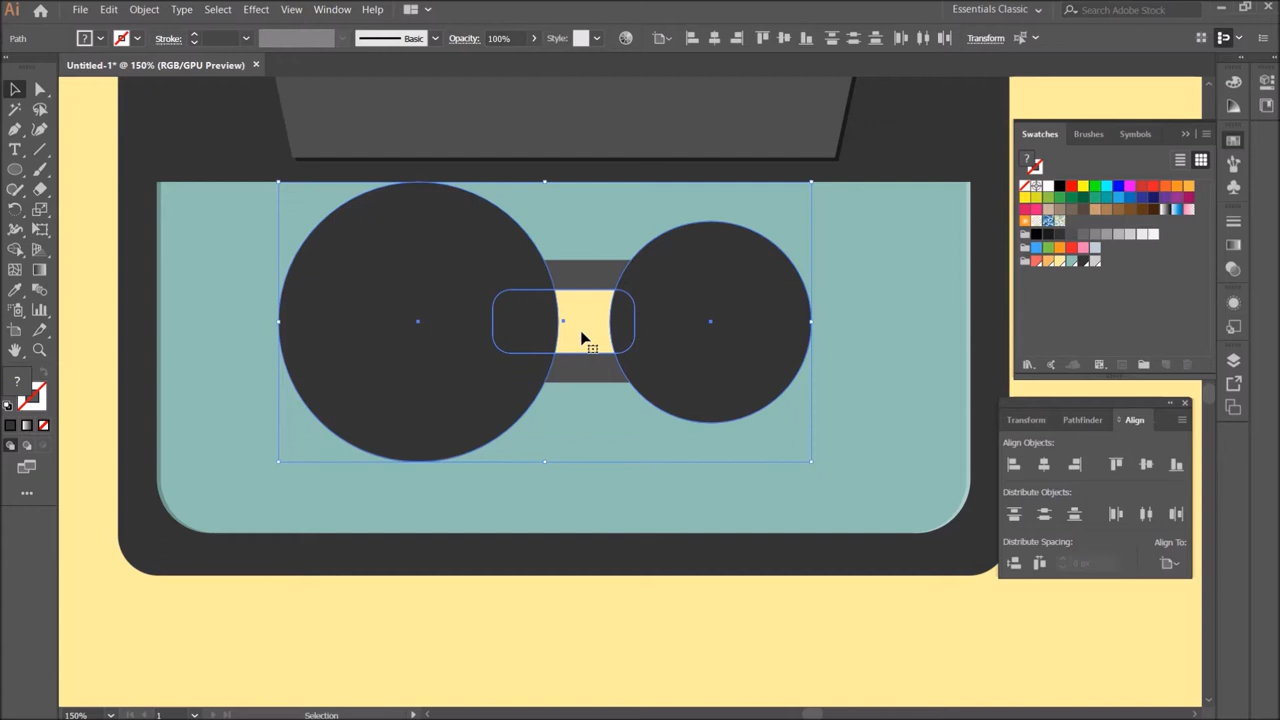 Ai File Edit Object Type Select Effect View Window Help Essentials Classic Search Adobe Stock
Path ? Stroke: Basic Opacity: 100% Style: Transform
Untitled-1* @ 150% (RGB/GPU Preview)
Swatches Brushes Symbols
?
Transform Pathfinder Align
Align Objects:
Distribute Objects:
Distribute Spacing: Align To:
0 px
?
150% 1 Selection